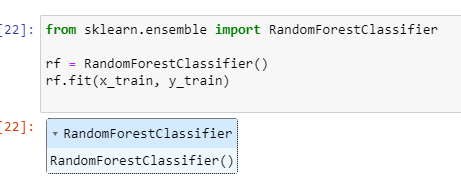 [22]: from sklearn.ensemble import RandomForestClassifier
rf = RandomForestClassifier()
rf.fit(x_train, y_train)
[22]: ▾ RandomForestClassifier
RandomForestClassifier()